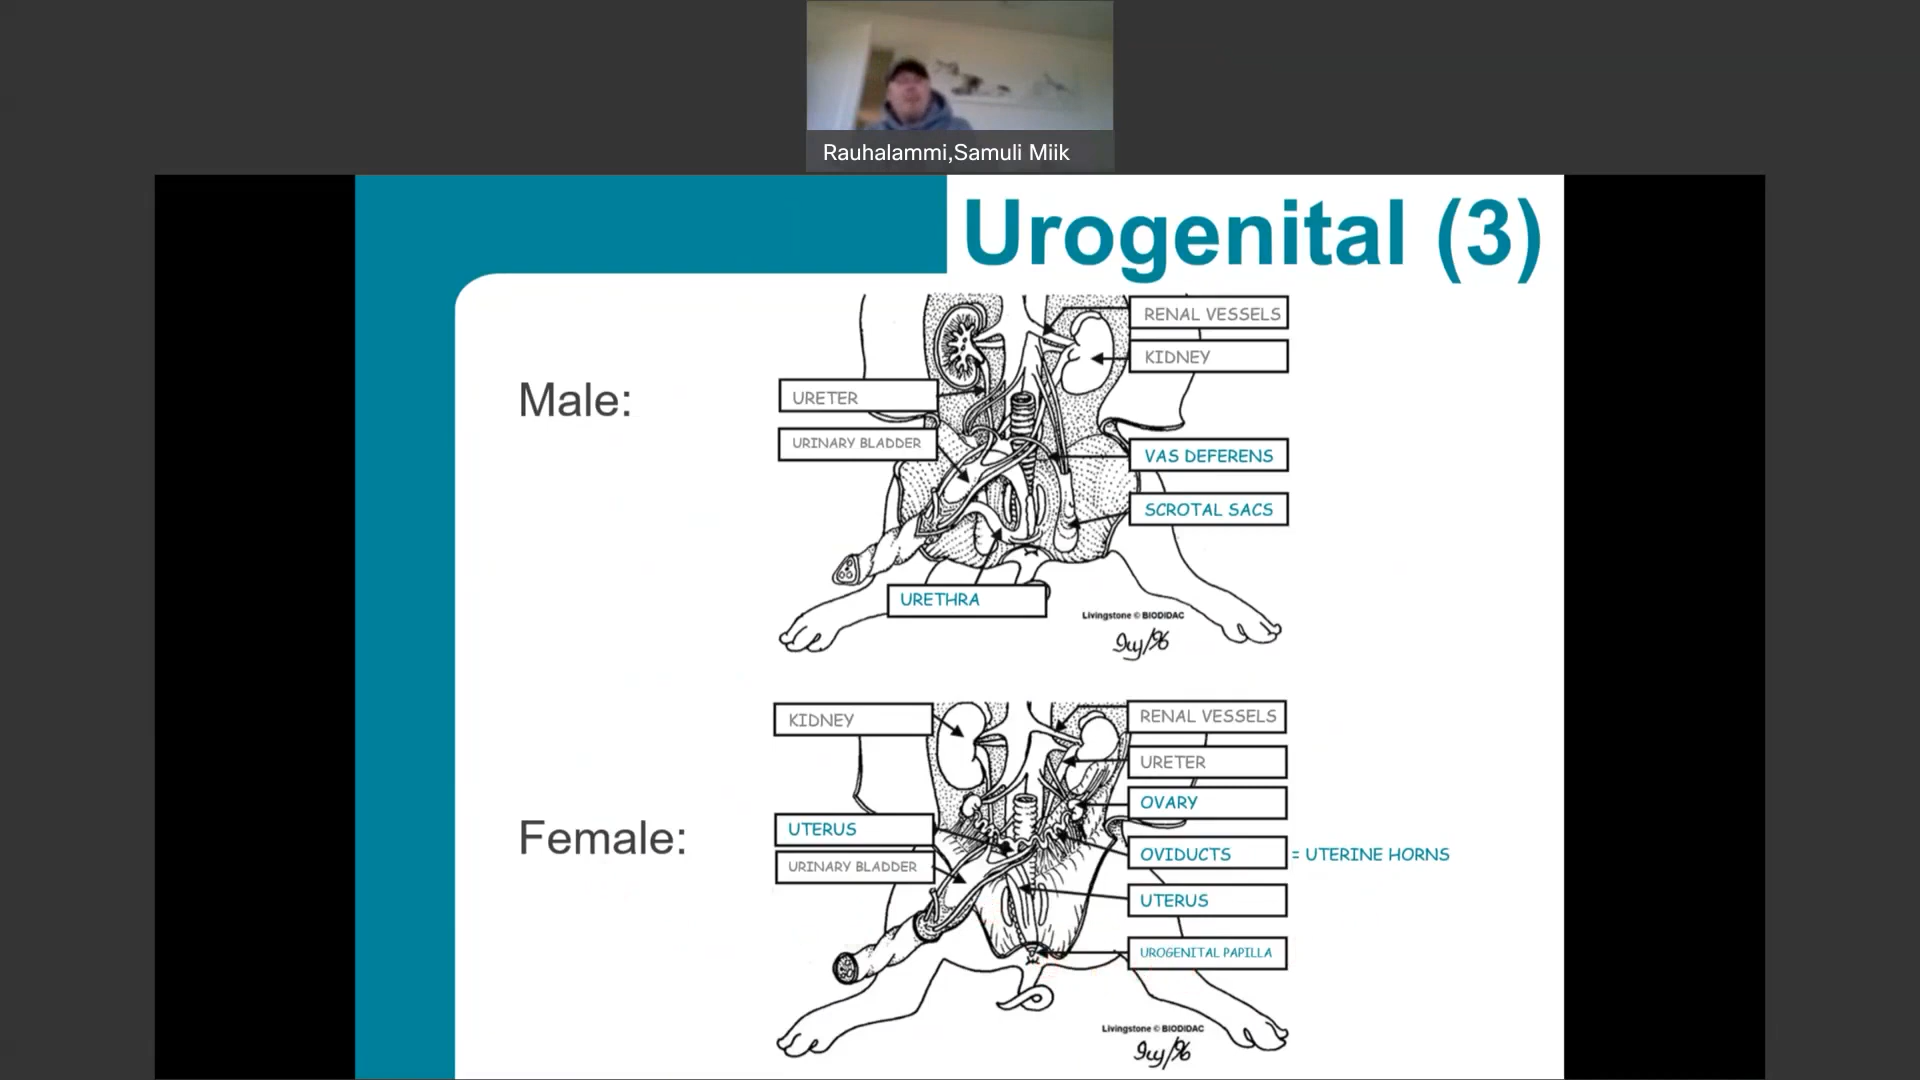 Rauhalammi,Samuli Miik
Urogenital (3)
Male:
RENAL VESSELS
KIDNEY
URETER
URINARY BLADDER
VAS DEFERENS
SCROTAL SACS
URETHRA
Livingstone © BIODIDAC
Female:
KIDNEY
RENAL VESSELS
URETER
OVARY
UTERUS
OVIDUCTS = UTERINE HORNS
URINARY BLADDER
UTERUS
UROGENITAL PAPILLA
Livingstone © BIODIDAC